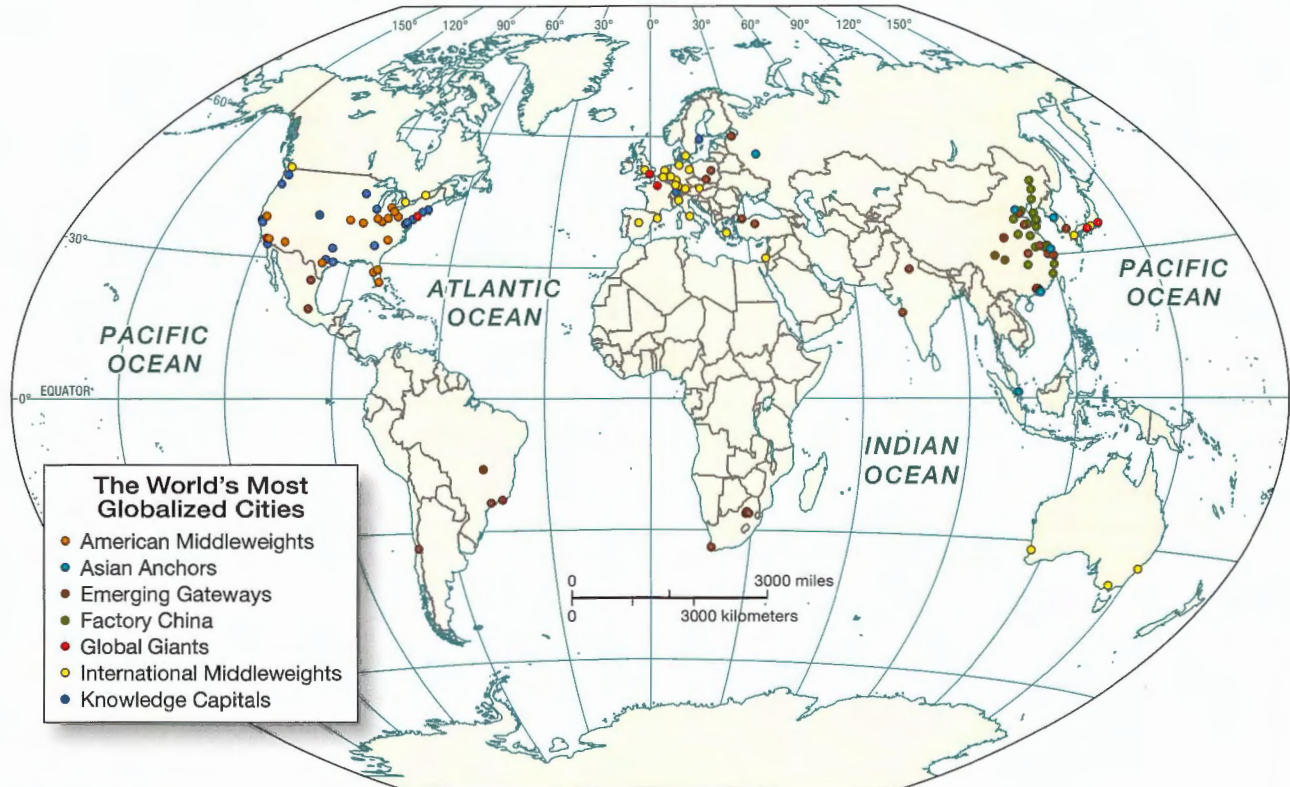 150° 120° 90° 60° 30° 0° 30° 60° 90° 120° 150°
60°
30°
ATLANTIC
OCEAN
PACIFIC
OCEAN
PACIFIC
OCEAN
0° EQUATOR
INDIAN
OCEAN
The World's Most
Globalized Cities
American Middleweights
Asian Anchors
Emerging Gateways
Factory China
Global Giants
International Middleweights
Knowledge Capitals
0 3000 miles
0 3000 kilometers